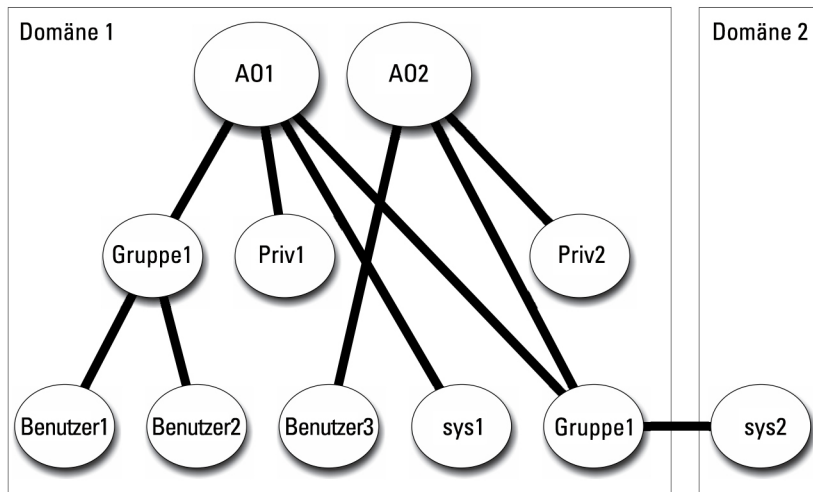 Domäne 1
Domäne 2
AO1
AO2
Gruppe1
Priv1
Priv2
Benutzer1
Benutzer2
Benutzer3
sys1
Gruppe1
sys2